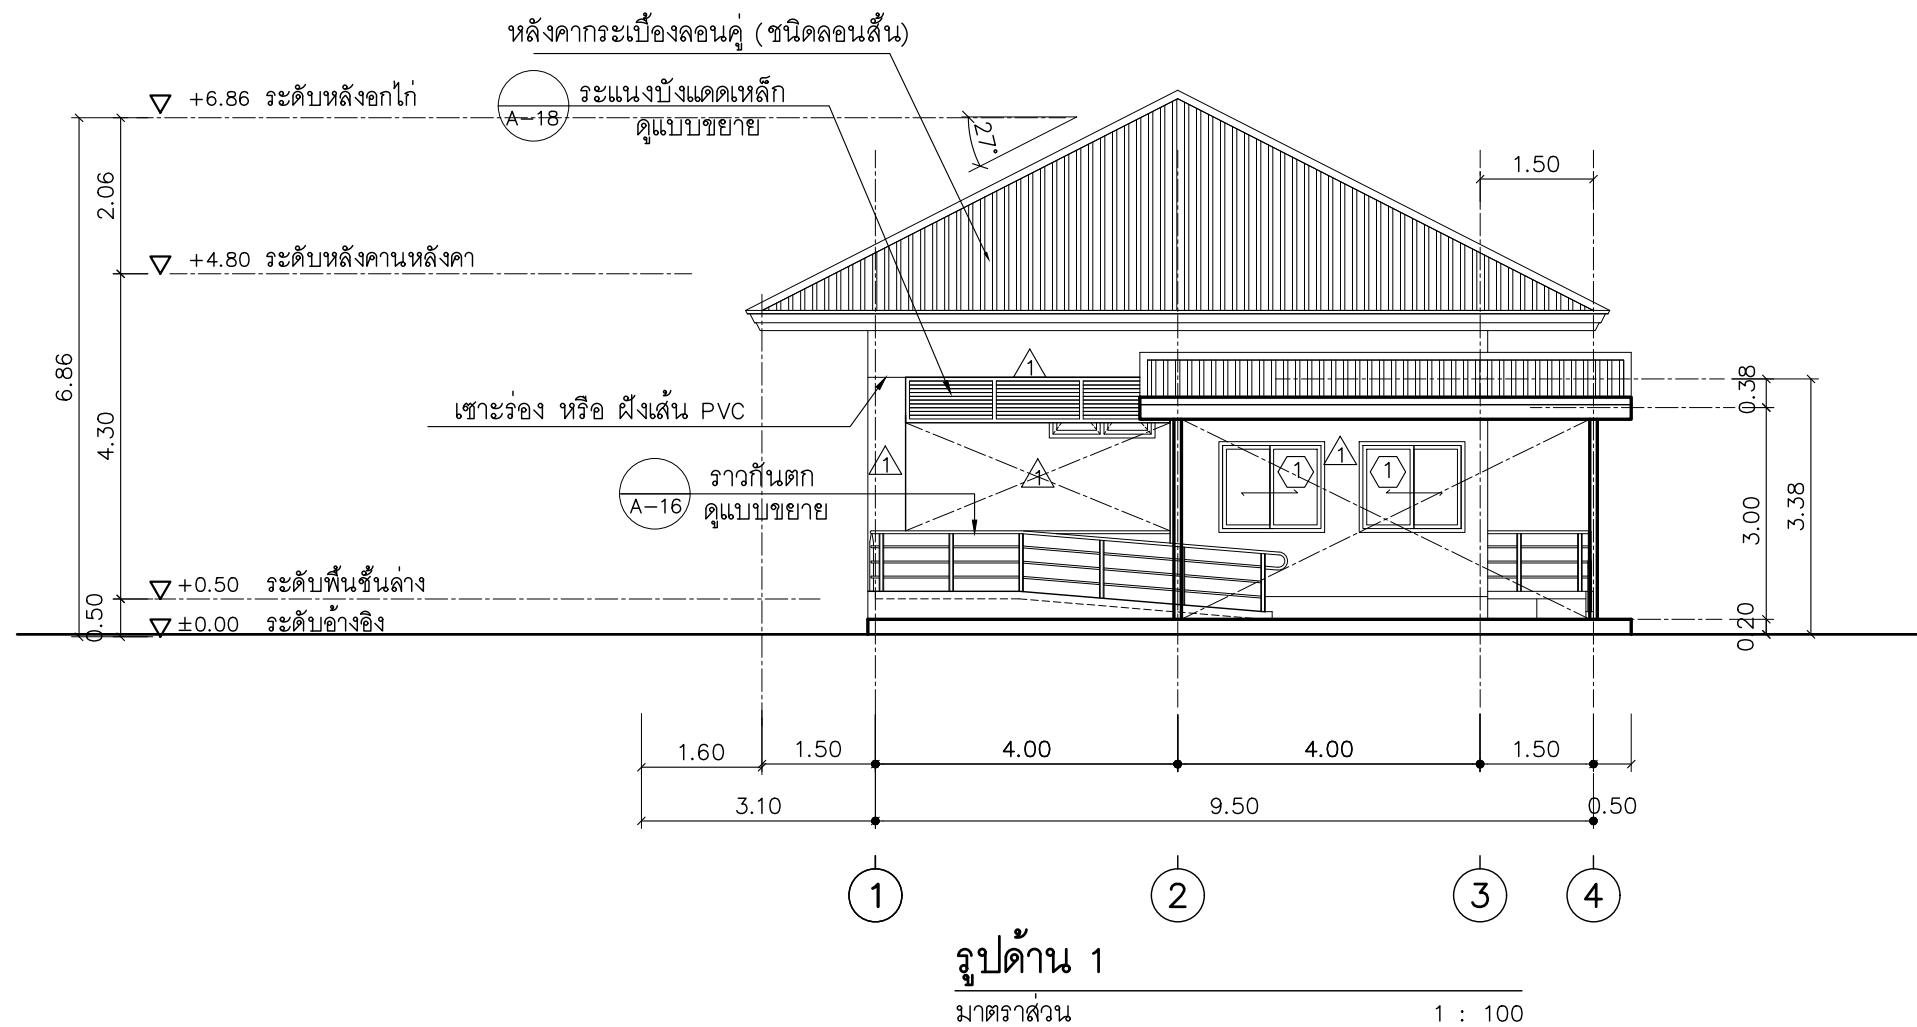 หลังคากระเบื้องลอนคู่ (ชนิดลอนสั้น)
+6.86 ระดับหลังอกไก่
A-18
ระแนงบังแดดเหล็ก
ดูแบบขยาย
27°
1.50
2.06
+4.80 ระดับหลังคานหลังคา
6.86
4.30
1
0.38
เซาะร่อง หรือ ฝังเส้น PVC
1
1
1
1
1
A-16
ราวกันตก
ดูแบบขยาย
3.00
3.38
+0.50 ระดับพื้นชั้นล่าง
0.50
±0.00 ระดับอ้างอิง
0.20
1.60
1.50
4.00
4.00
1.50
3.10
9.50
0.50
1
2
3
4
รูปด้าน 1
มาตราส่วน 1 : 100